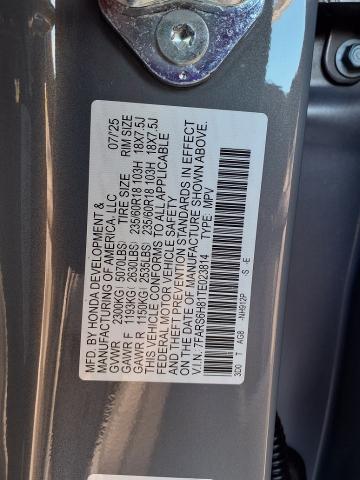 MFD. BY HONDA DEVELOPMENT & 07/25
MANUFACTURING OF AMERICA, LLC
TIRE SIZE RIM SIZE
GVWR 2300KG( 5070LBS)
GAWR F 1193KG( 2630LBS) 235/60R18 103H 18X7.5J
GAWR R 1150KG( 2535LBS) 235/60R18 103H 18X7.5J
THIS VEHICLE CONFORMS TO ALL APPLICABLE
FEDERAL MOTOR VEHICLE SAFETY
AND THEFT PREVENTION STANDARDS IN EFFECT
ON THE DATE OF MANUFACTURE SHOWN ABOVE.
V.I.N. 7FARS6H81TE023814 TYPE: MPV
3D0 T AG8 -NH912P S -E